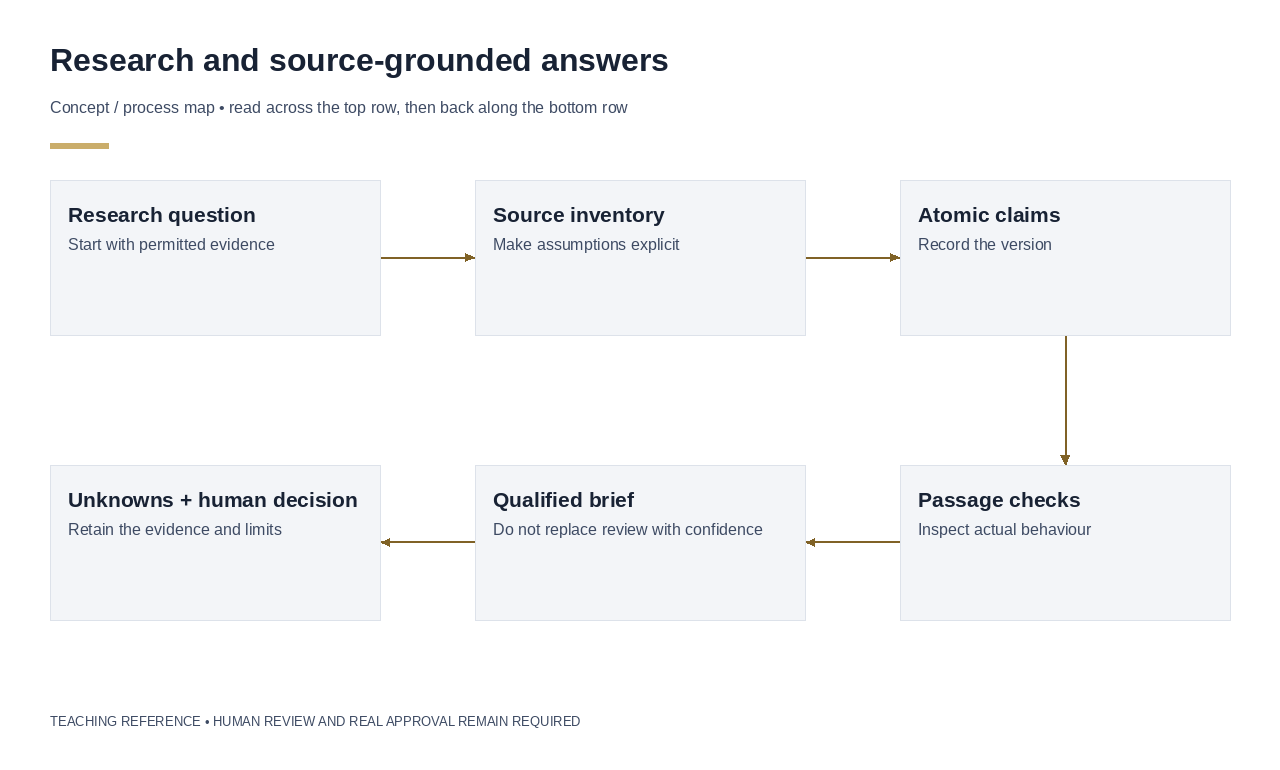 Research and source-grounded answers
Concept / process map • read across the top row, then back along the bottom row
Research question
Start with permitted evidence
Source inventory
Make assumptions explicit
Atomic claims
Record the version
Passage checks
Inspect actual behaviour
Qualified brief
Do not replace review with confidence
Unknowns + human decision
Retain the evidence and limits
TEACHING REFERENCE • HUMAN REVIEW AND REAL APPROVAL REMAIN REQUIRED